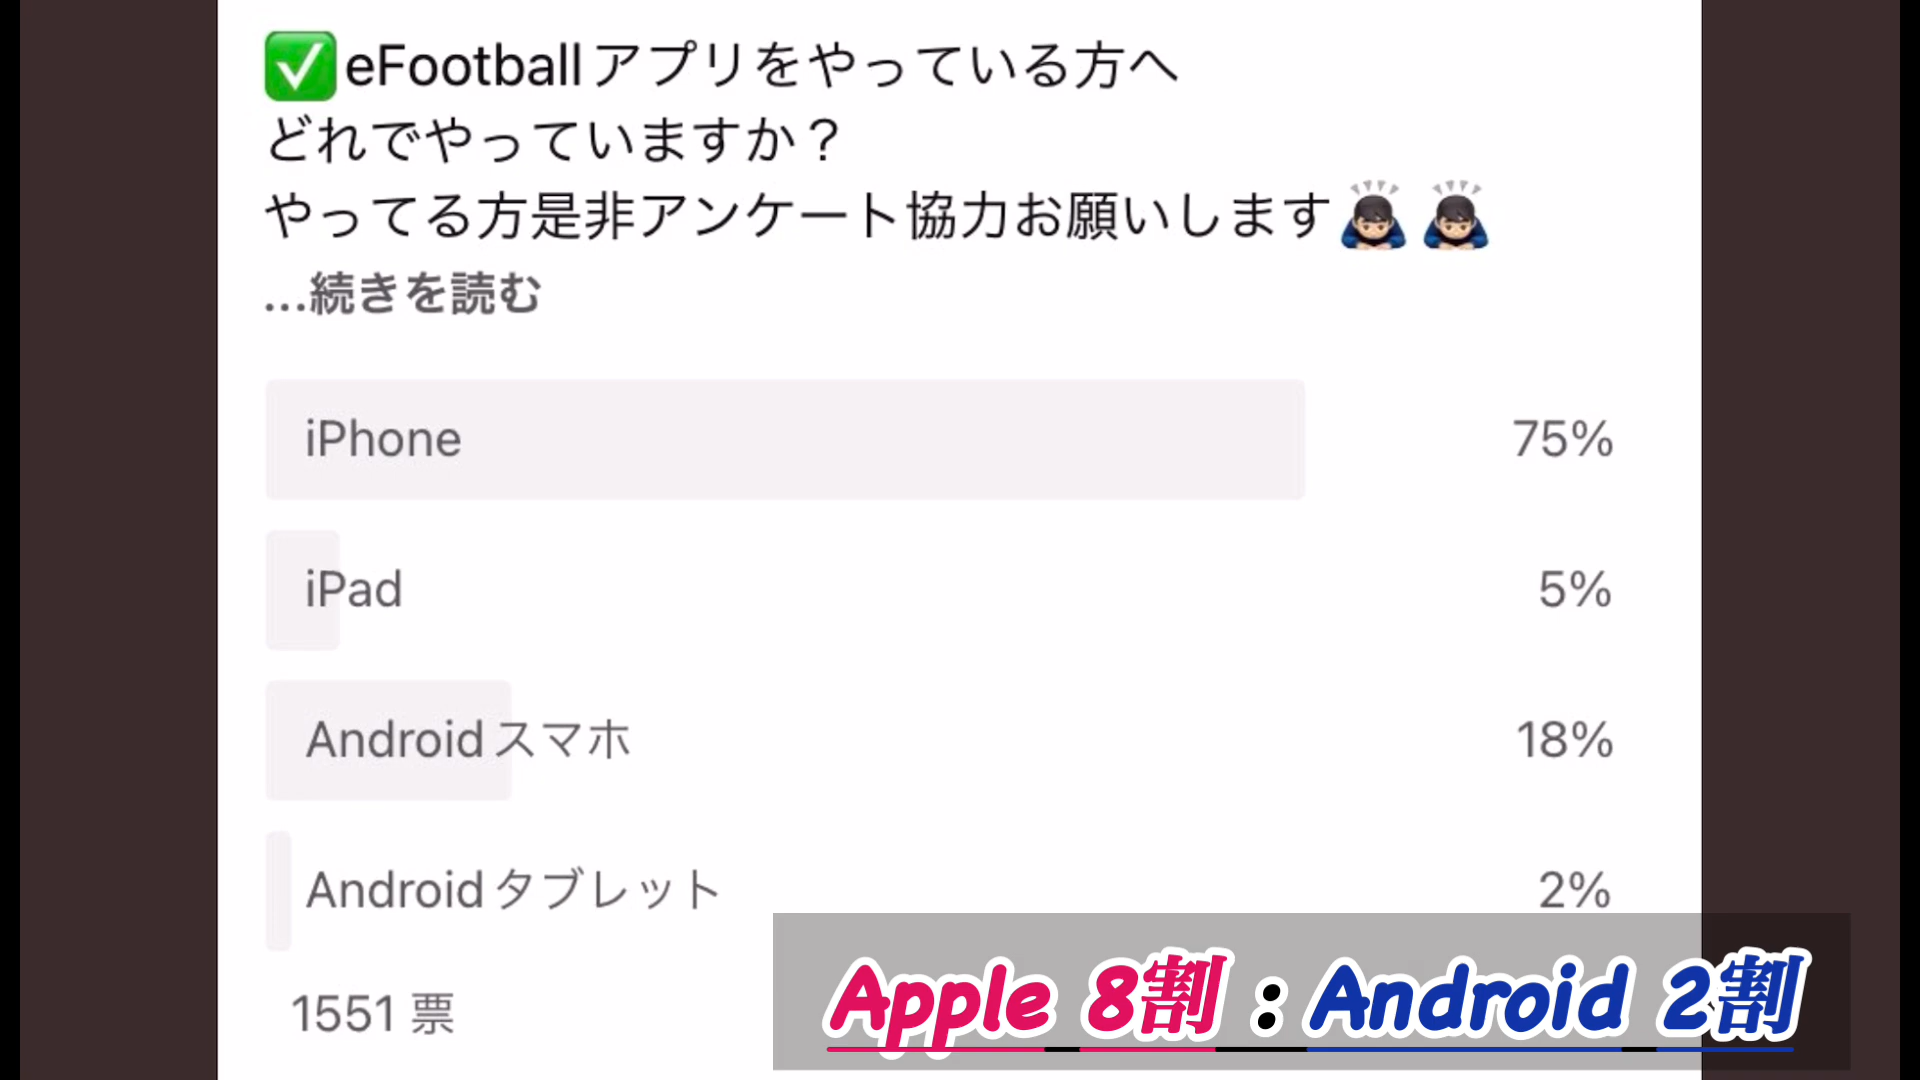 ✅eFootballアプリをやっている方へ
どれでやっていますか？
やってる方是非アンケート協力お願いします🙇🏻‍♂️🙇🏻‍♂️
...続きを読む
iPhone 75%
iPad 5%
Androidスマホ 18%
Androidタブレット 2%
1551 票
Apple 8割：Android 2割